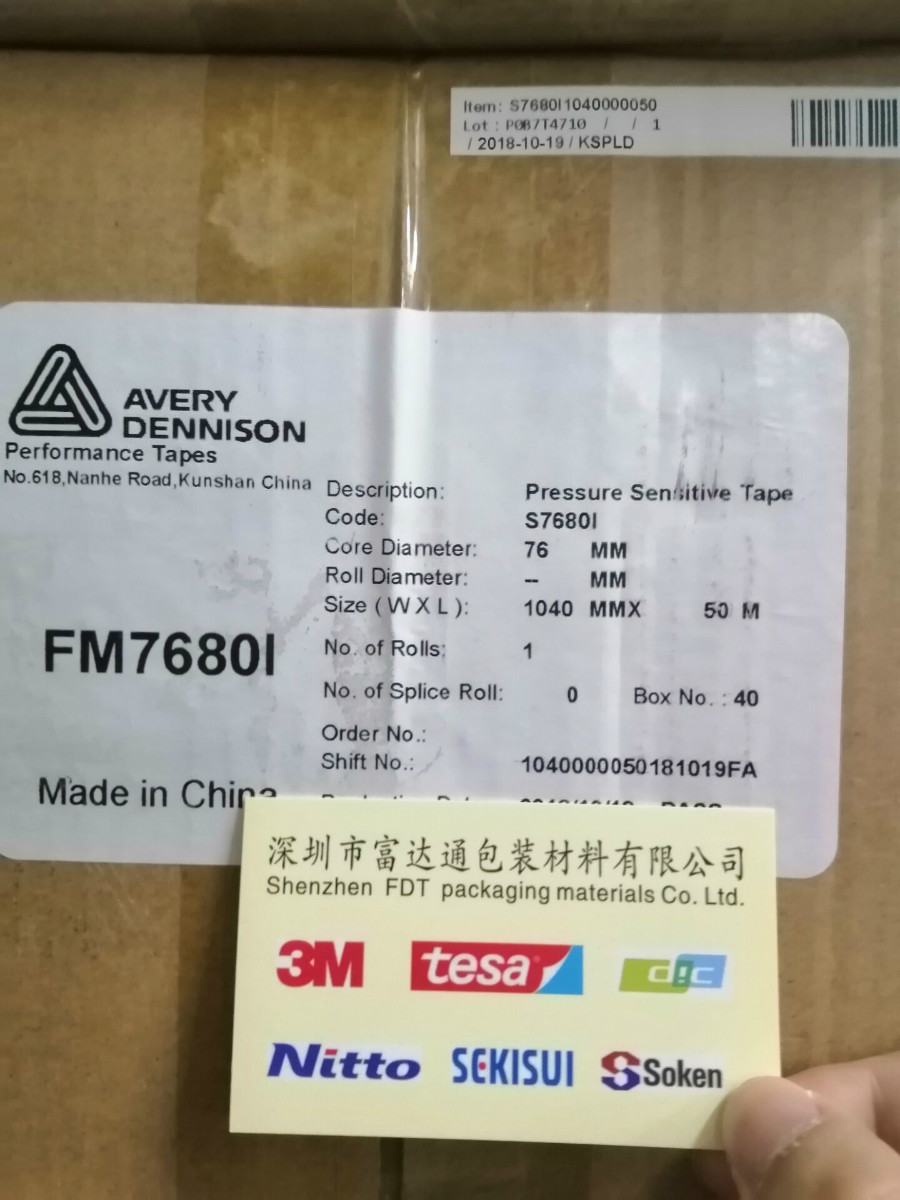 Item: S7680I1040000050
Lot : P0B7T4710 / / 1
/ 2018-10-19 / KSPLD
AVERY
DENNISON
Performance Tapes
No.618,Nanhe Road,Kunshan China
Description: Pressure Sensitive Tape
Code: S7680I
Core Diameter: 76 MM
Roll Diameter: -- MM
Size ( W X L ): 1040 MMX 50 M
FM7680I
No. of Rolls: 1
No. of Splice Roll: 0 Box No. : 40
Order No.:
Shift No.: 1040000050181019FA
Made in China
深圳市富达通包装材料有限公司
Shenzhen FDT packaging materials Co. Ltd.
3M tesa dic
Nitto SEKISUI Soken